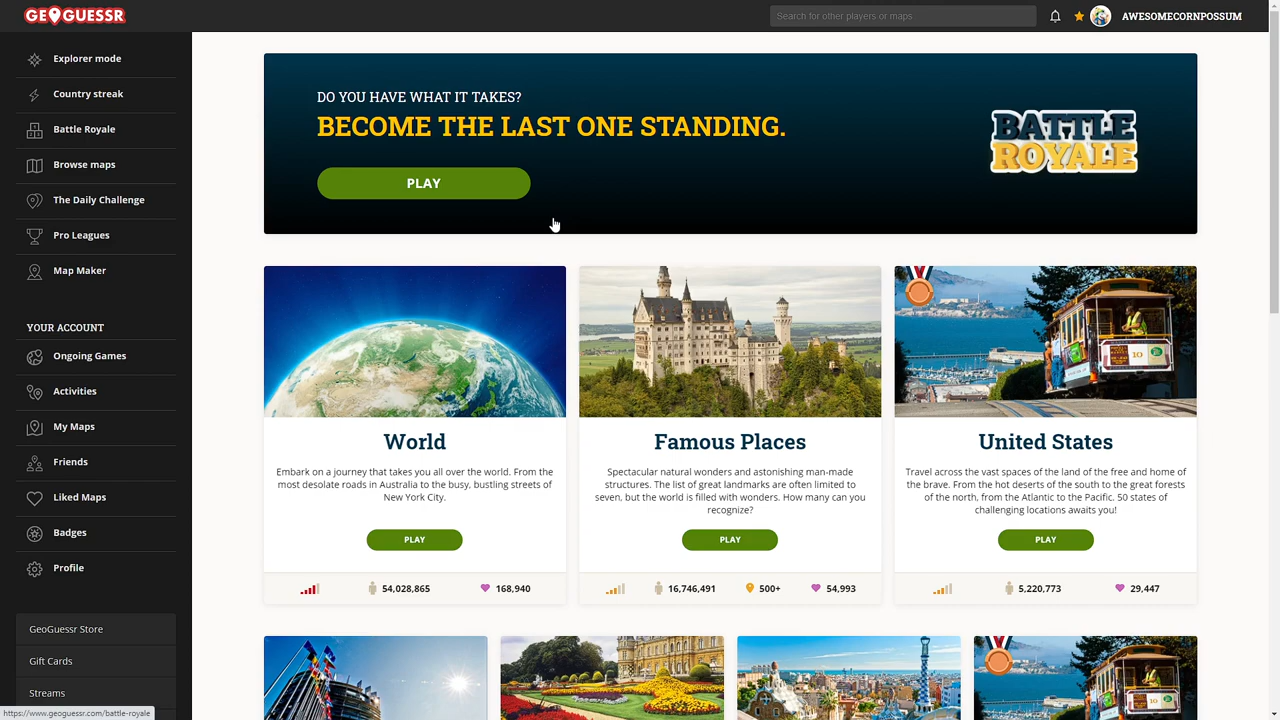 GEOGUESSR
Search for other players or maps
AWESOMECORNPOSSUM
Explorer mode
Country streak
Battle Royale
Browse maps
The Daily Challenge
Pro Leagues
Map Maker
YOUR ACCOUNT
Ongoing Games
Activities
My Maps
Friends
Liked Maps
Badges
Profile
GeoGuessr Store
Gift Cards
Streams
https://www.geoguessr.com/battle-royale
DO YOU HAVE WHAT IT TAKES?
BECOME THE LAST ONE STANDING.
PLAY
BATTLE
ROYALE
World
Embark on a journey that takes you all over the world. From the
most desolate roads in Australia to the busy, bustling streets of
New York City.
PLAY
54,028,865
168,940
Famous Places
Spectacular natural wonders and astonishing man-made
structures. The list of great landmarks are often limited to
seven, but the world is filled with wonders. How many can you
recognize?
PLAY
16,746,491
500+
54,993
10
United States
Travel across the vast spaces of the land of the free and home of
the brave. From the hot deserts of the south to the great forests
of the north, from the Atlantic to the Pacific. 50 states of
challenging locations awaits you!
PLAY
5,220,773
29,447
10